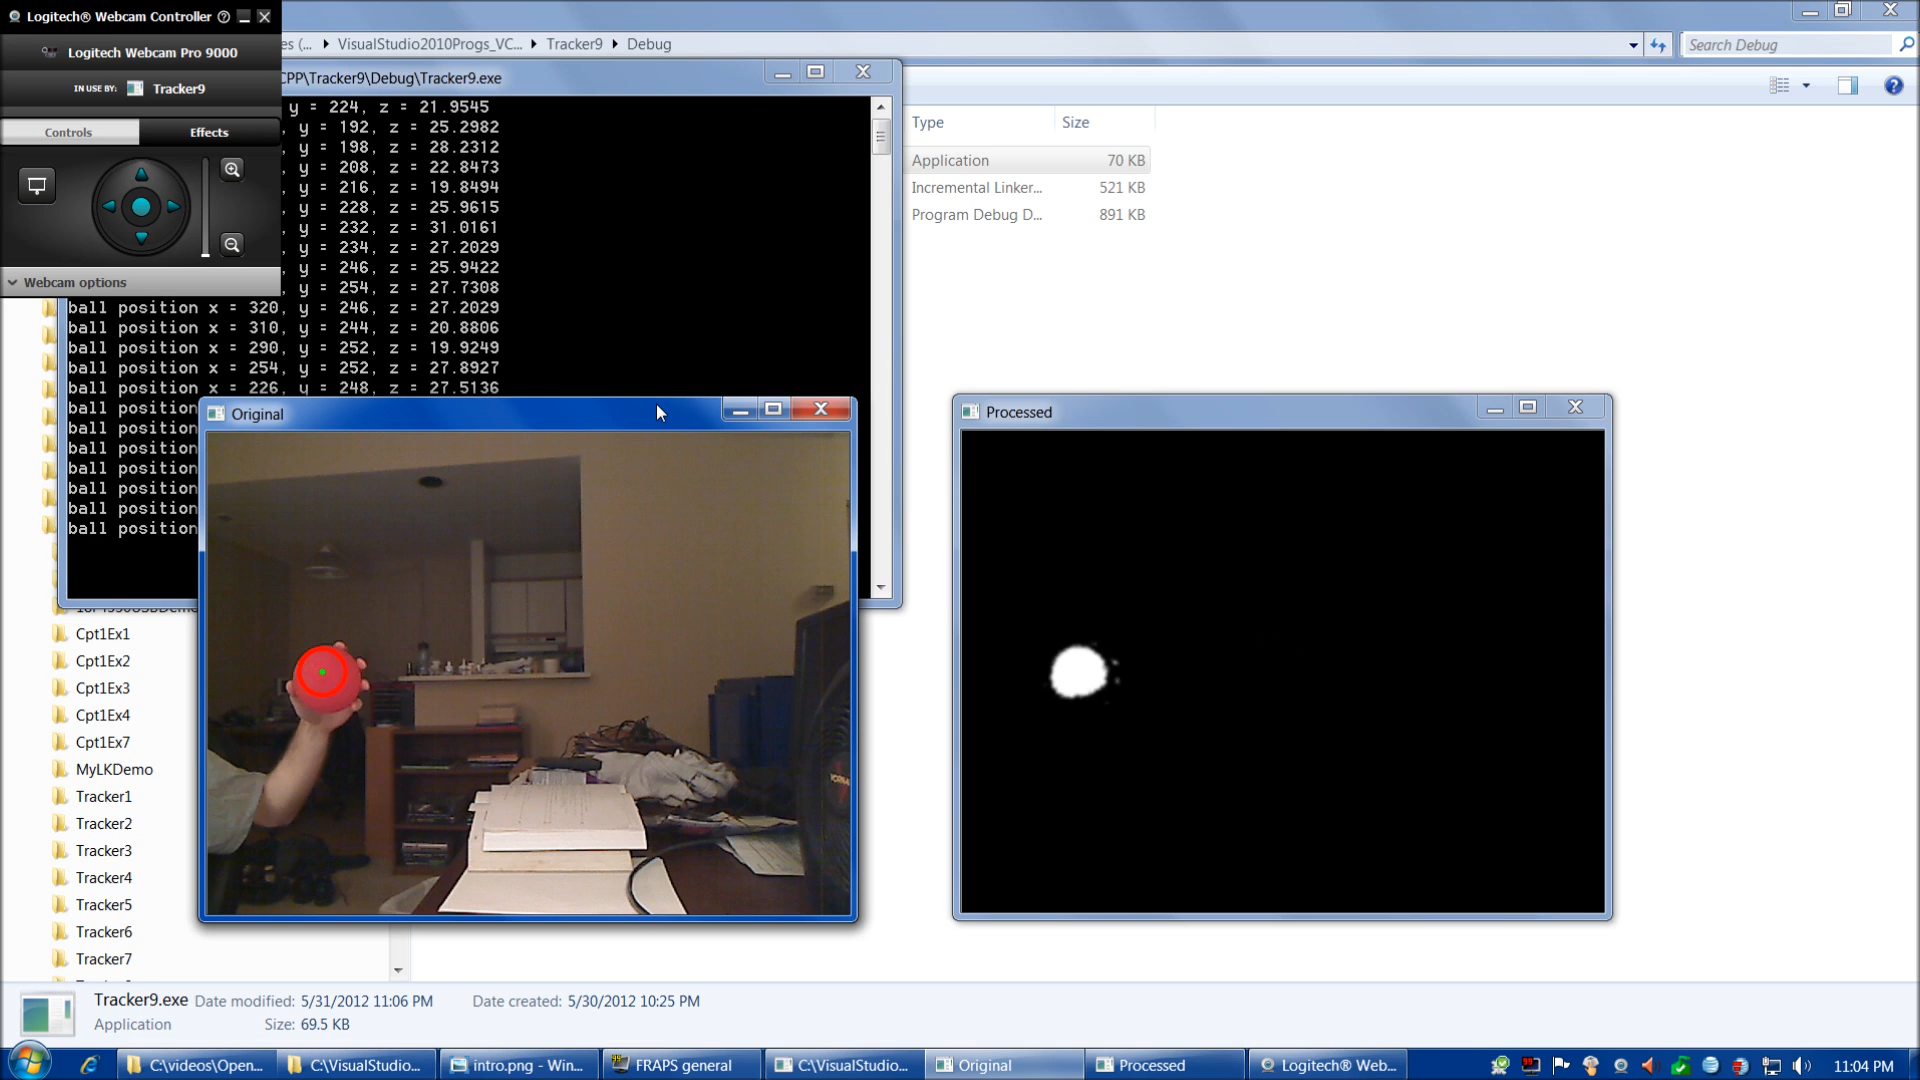 Logitech® Webcam Controller
Logitech Webcam Pro 9000
IN USE BY: Tracker9
Controls Effects
Webcam options
es (... VisualStudio2010Progs_VC... Tracker9 Debug
Search Debug
CPP\Tracker9\Debug\Tracker9.exe
y = 224, z = 21.9545
, y = 192, z = 25.2982
, y = 198, z = 28.2312
, y = 208, z = 22.8473
, y = 216, z = 19.8494
, y = 228, z = 25.9615
, y = 232, z = 31.0161
, y = 234, z = 27.2029
, y = 246, z = 25.9422
, y = 254, z = 27.7308
ball position x = 320, y = 246, z = 27.2029
ball position x = 310, y = 244, z = 20.8806
ball position x = 290, y = 252, z = 19.9249
ball position x = 254, y = 252, z = 27.8927
ball position x = 226, y = 248, z = 27.5136
ball position
ball position
ball position
ball position
ball position
ball position
ball position
Type Size
Application 70 KB
Incremental Linker... 521 KB
Program Debug D... 891 KB
Original
Processed
Cpt1Ex1
Cpt1Ex2
Cpt1Ex3
Cpt1Ex4
Cpt1Ex7
MyLKDemo
Tracker1
Tracker2
Tracker3
Tracker4
Tracker5
Tracker6
Tracker7
Tracker9.exe Date modified: 5/31/2012 11:06 PM Date created: 5/30/2012 10:25 PM
Application Size: 69.5 KB
C:\videos\Open... C:\VisualStudio... intro.png - Win... FRAPS general C:\VisualStudio... Original Processed Logitech® Web... 11:04 PM